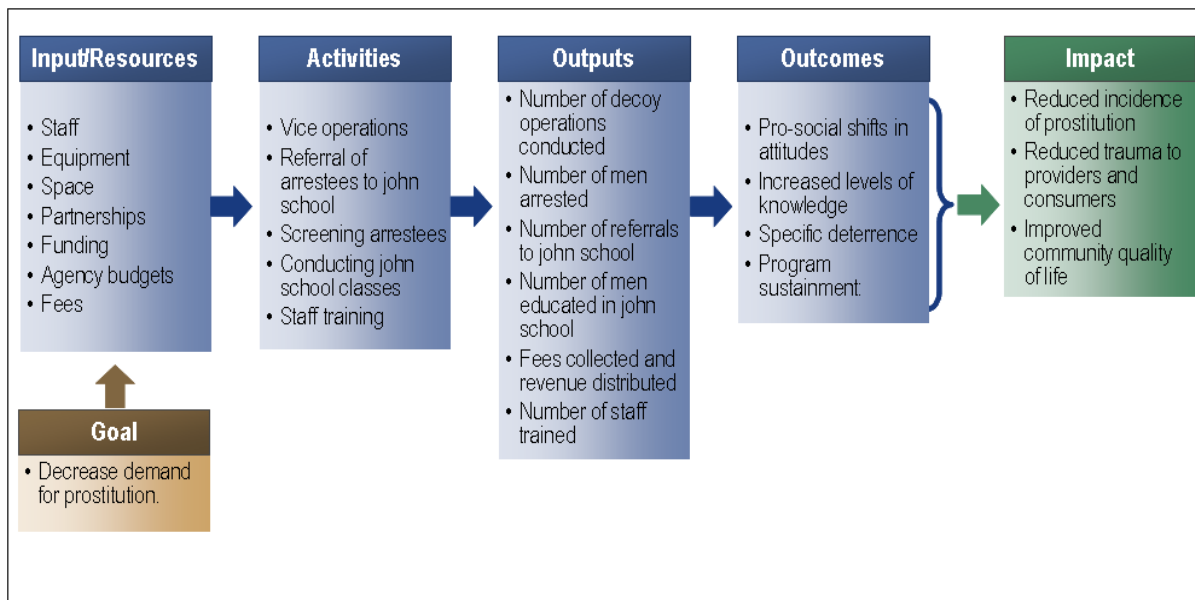 Input/Resources
• Staff
• Equipment
• Space
• Partnerships
• Funding
• Agency budgets
• Fees
Goal
• Decrease demand
for prostitution.
Activities
• Vice operations
• Referral of
arrestees to john
school
• Screening arrestees
• Conducting john
school classes
• Staff training
Outputs
• Number of decoy
operations
conducted
• Number of men
arrested
• Number of referrals
to john school
• Number of men
educated in john
school
• Fees collected and
revenue distributed
• Number of staff
trained
Outcomes
• Pro-social shifts in
attitudes
• Increased levels of
knowledge
• Specific deterrence
• Program
sustainment.
Impact
• Reduced incidence
of prostitution
• Reduced trauma to
providers and
consumers
• Improved
community quality
of life